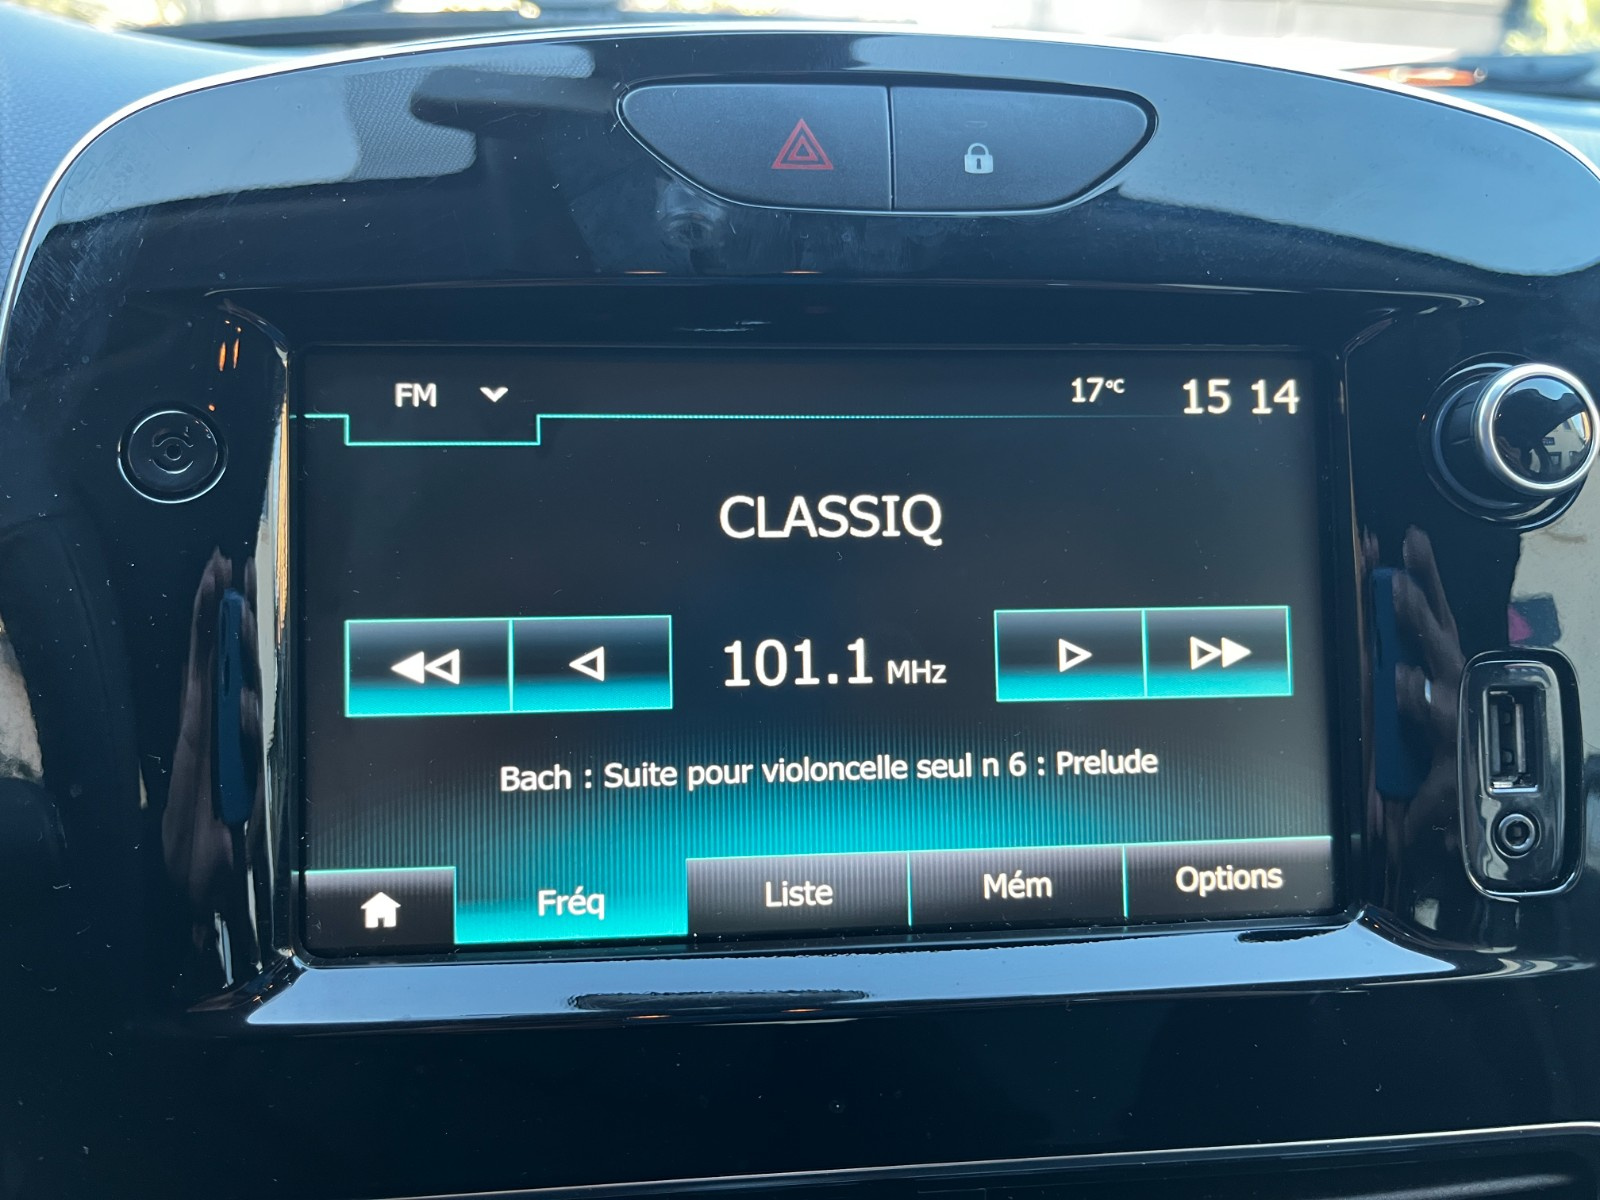 FM
17°C
15 14
CLASSIQ
101.1 MHz
Bach : Suite pour violoncelle seul n 6 : Prelude
Fréq
Liste
Mém
Options